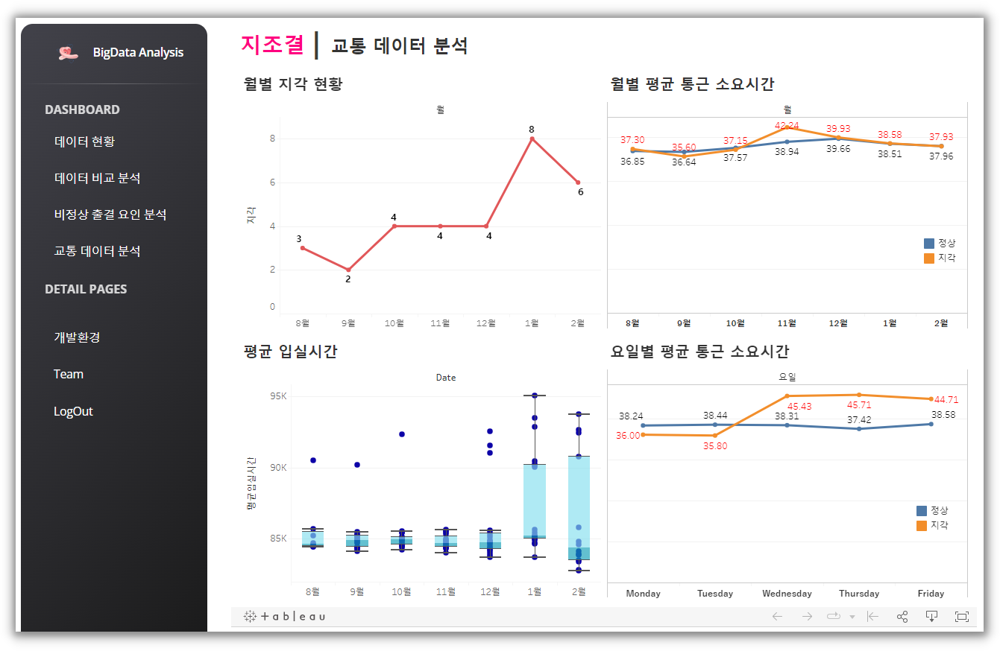 BigData Analysis
DASHBOARD
데이터 현황
데이터 비교 분석
비정상 출결 요인 분석
교통 데이터 분석
DETAIL PAGES
개발환경
Team
LogOut
지조결 | 교통 데이터 분석
월별 지각 현황
월
지각
8
6
4
2
0
3
2
4
4
4
8
6
8월 9월 10월 11월 12월 1월 2월
월별 평균 통근 소요시간
월
37.30 35.60 37.15 42.24 39.93 38.58 37.93
36.85 36.64 37.57 38.94 39.66 38.51 37.96
정상
지각
8월 9월 10월 11월 12월 1월 2월
평균 입실시간
Date
평균입실시간
95K
90K
85K
8월 9월 10월 11월 12월 1월 2월
요일별 평균 통근 소요시간
요일
38.24 38.44 38.31 37.42 38.58
36.00 35.80 45.43 45.71 44.71
정상
지각
Monday Tuesday Wednesday Thursday Friday
+ableau